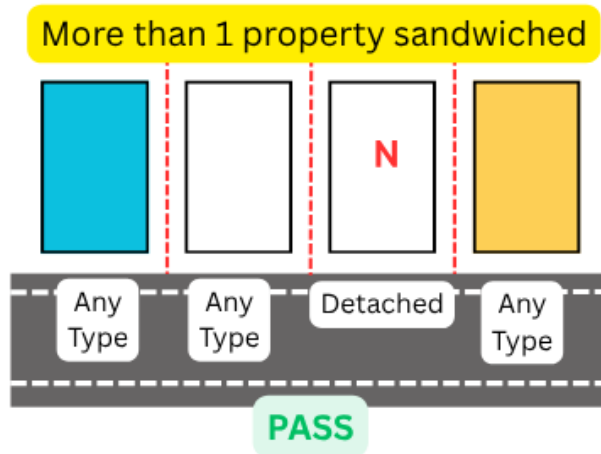 More than 1 property sandwiched
N
Any
Type
Any
Type
Detached
Any
Type
PASS